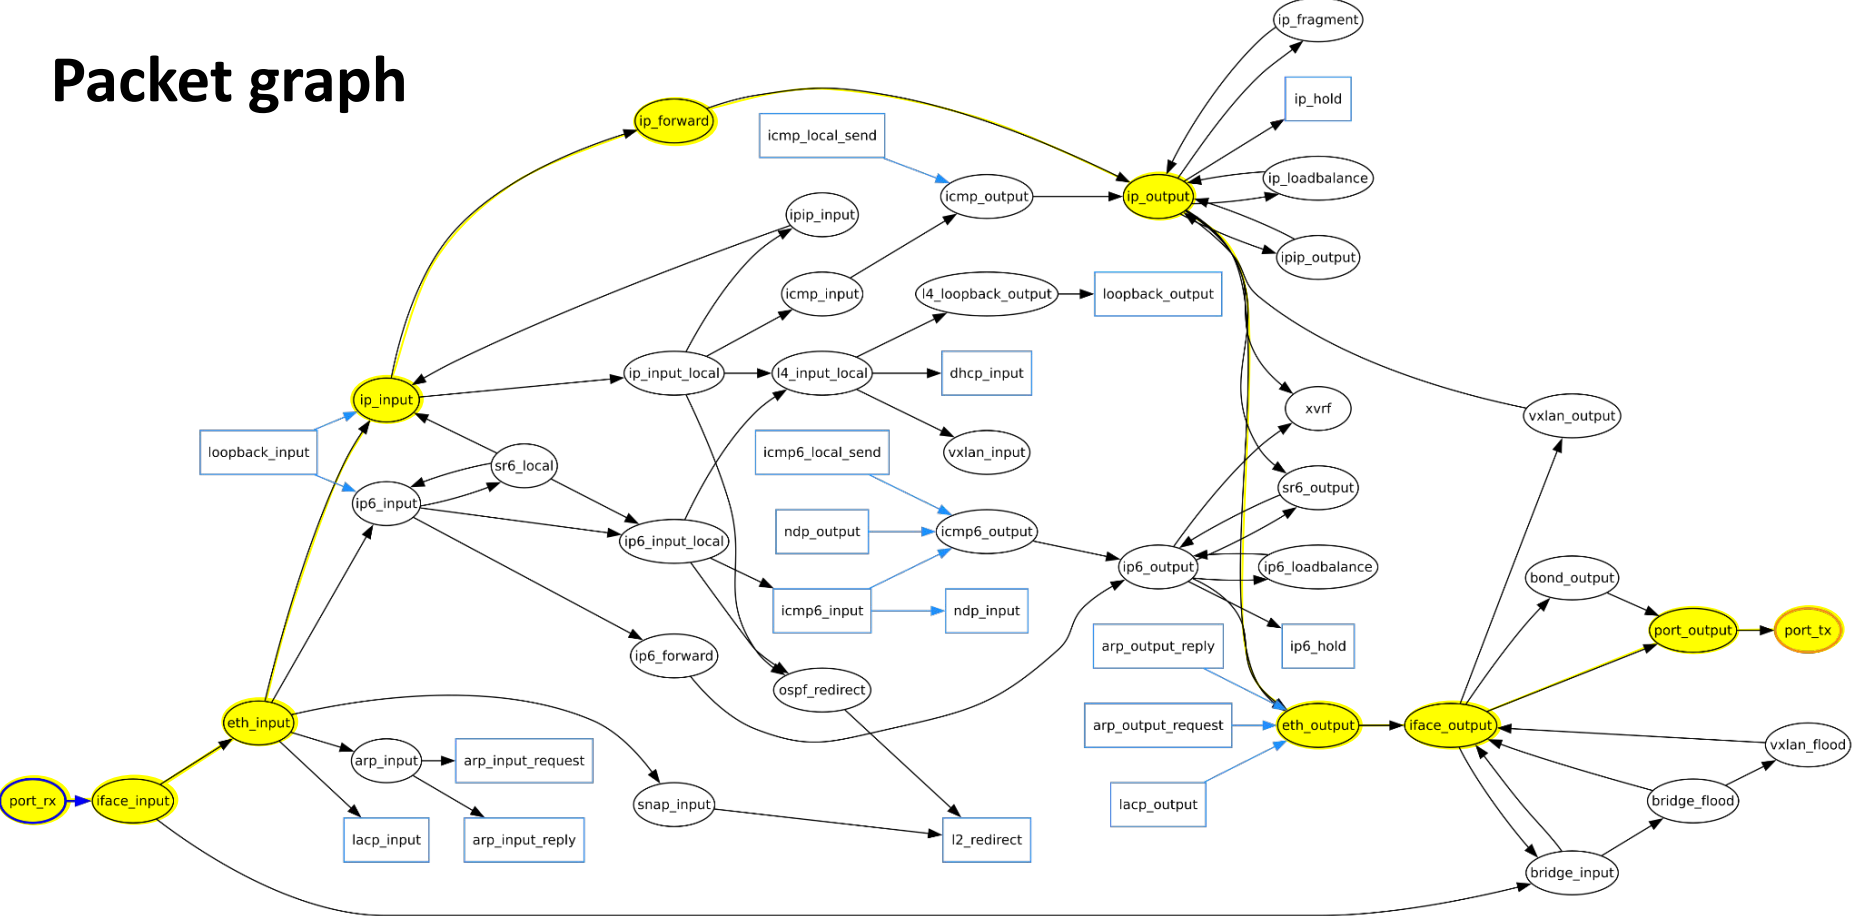 Packet graph
ip_fragment
ip_hold
ip_forward
icmp_local_send
ip_loadbalance
icmp_output
ip_output
ipip_input
ipip_output
icmp_input
l4_loopback_output
loopback_output
ip_input_local
l4_input_local
dhcp_input
ip_input
xvrf
vxlan_output
loopback_input
sr6_local
icmp6_local_send
vxlan_input
ip6_input
sr6_output
ip6_input_local
ndp_output
icmp6_output
ip6_output
ip6_loadbalance
bond_output
icmp6_input
ndp_input
port_output
port_tx
arp_output_reply
ip6_hold
ip6_forward
ospf_redirect
eth_input
arp_output_request
eth_output
iface_output
vxlan_flood
arp_input
arp_input_request
port_rx
iface_input
snap_input
lacp_output
bridge_flood
lacp_input
arp_input_reply
l2_redirect
bridge_input